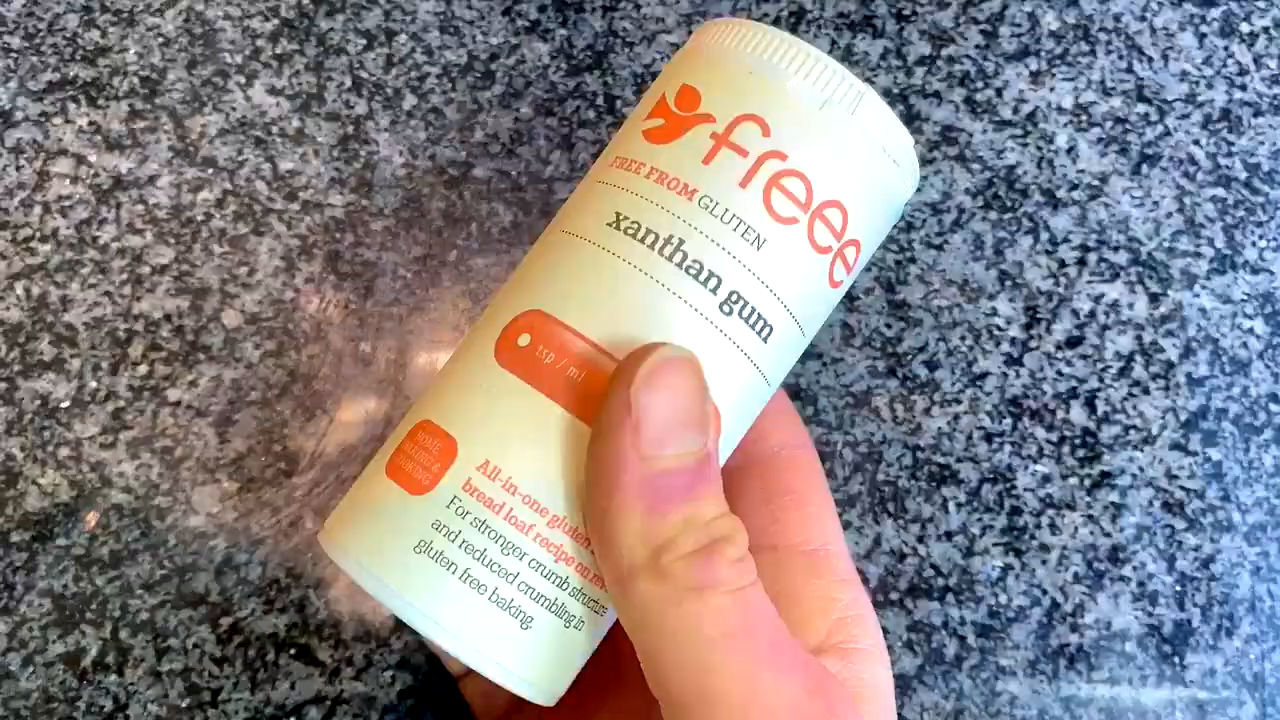 freee
FREE FROM GLUTEN
xanthan gum
tsp / ml
HOME
BAKING &
COOKING
All-in-one gluten
bread loaf recipe on
For stronger crumb structure
and reduced crumbling in
gluten free baking